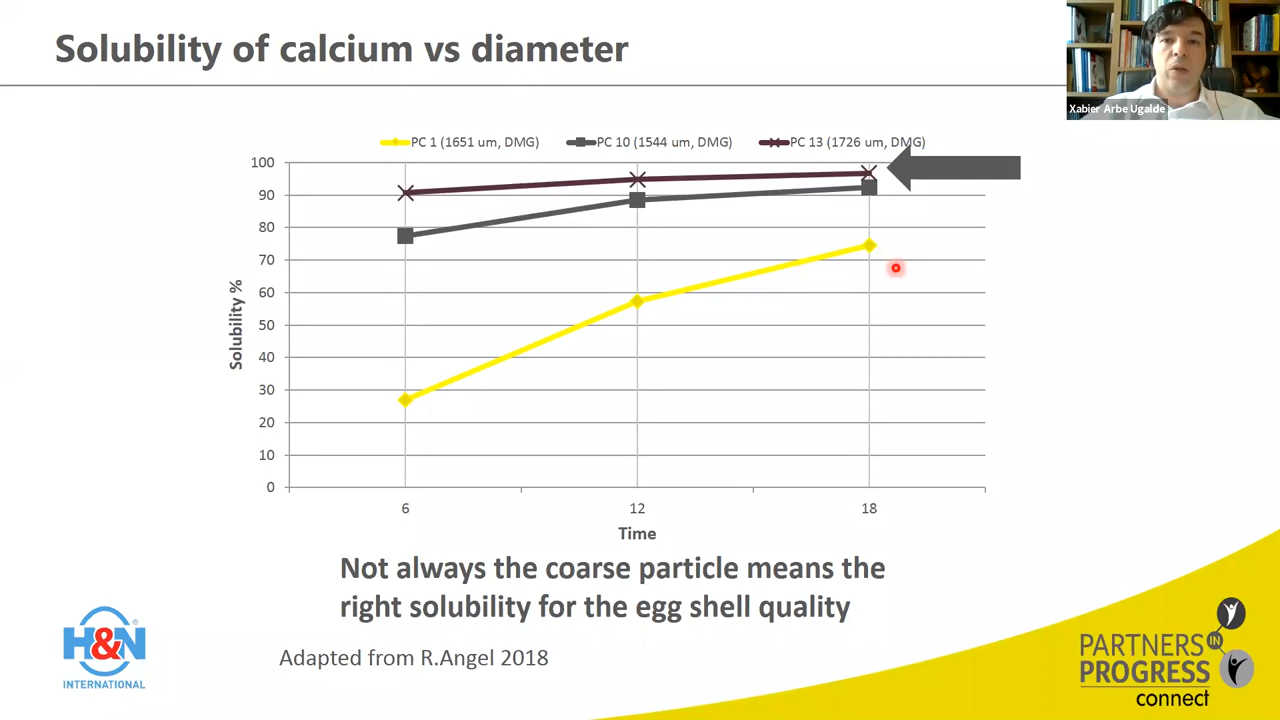 Solubility of calcium vs diameter
Xabier Arbe Ugalde
PC 1 (1651 um, DMG) PC 10 (1544 um, DMG) PC 13 (1726 um, DMG)
100
90
80
70
60
50
40
30
20
10
0
Solubility %
6 12 18
Time
Not always the coarse particle means the
right solubility for the egg shell quality
Adapted from R.Angel 2018
H&N
®
INTERNATIONAL
PARTNERS IN
PROGRESS
connect